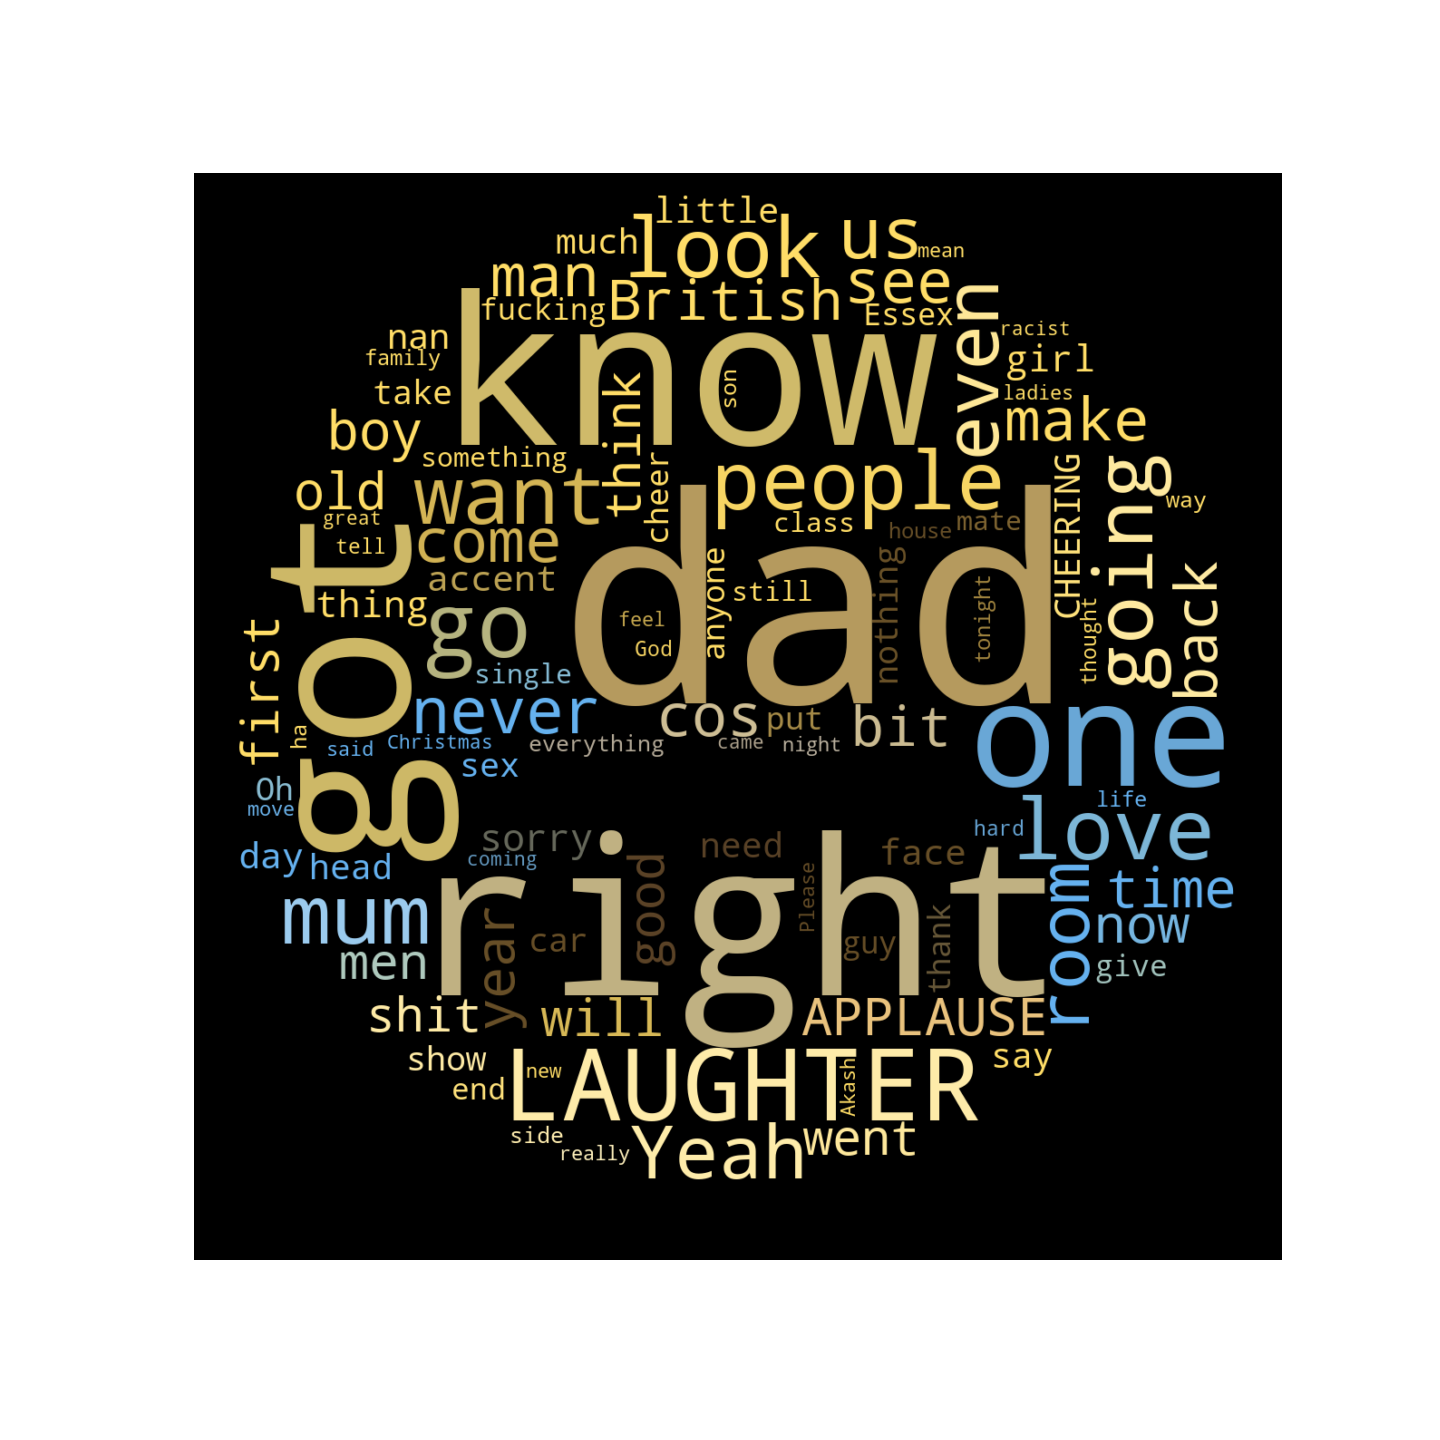 little
look
us
much
mean
man
see
British
fucking
Essex
even
know
nan
racist
family
girl
take
son
ladies
think
make
boy
something
cheer
people
CHEERING
going
old
want
way
great
class
house
mate
come
tell
got
dad
accent
anyone
still
nothing
tonight
thought
back
thing
go
feel
God
first
single
never
cos
put
bit
one
ha
said
Christmas
everything
came
night
sex
Oh
move
life
love
hard
sorry
need
face
day
head
coming
good
Please
right
room
time
mum
year
car
guy
thank
now
men
give
shit
will
APPLAUSE
show
say
LAUGHTER
new
Akash
end
side
really
Yeah
went